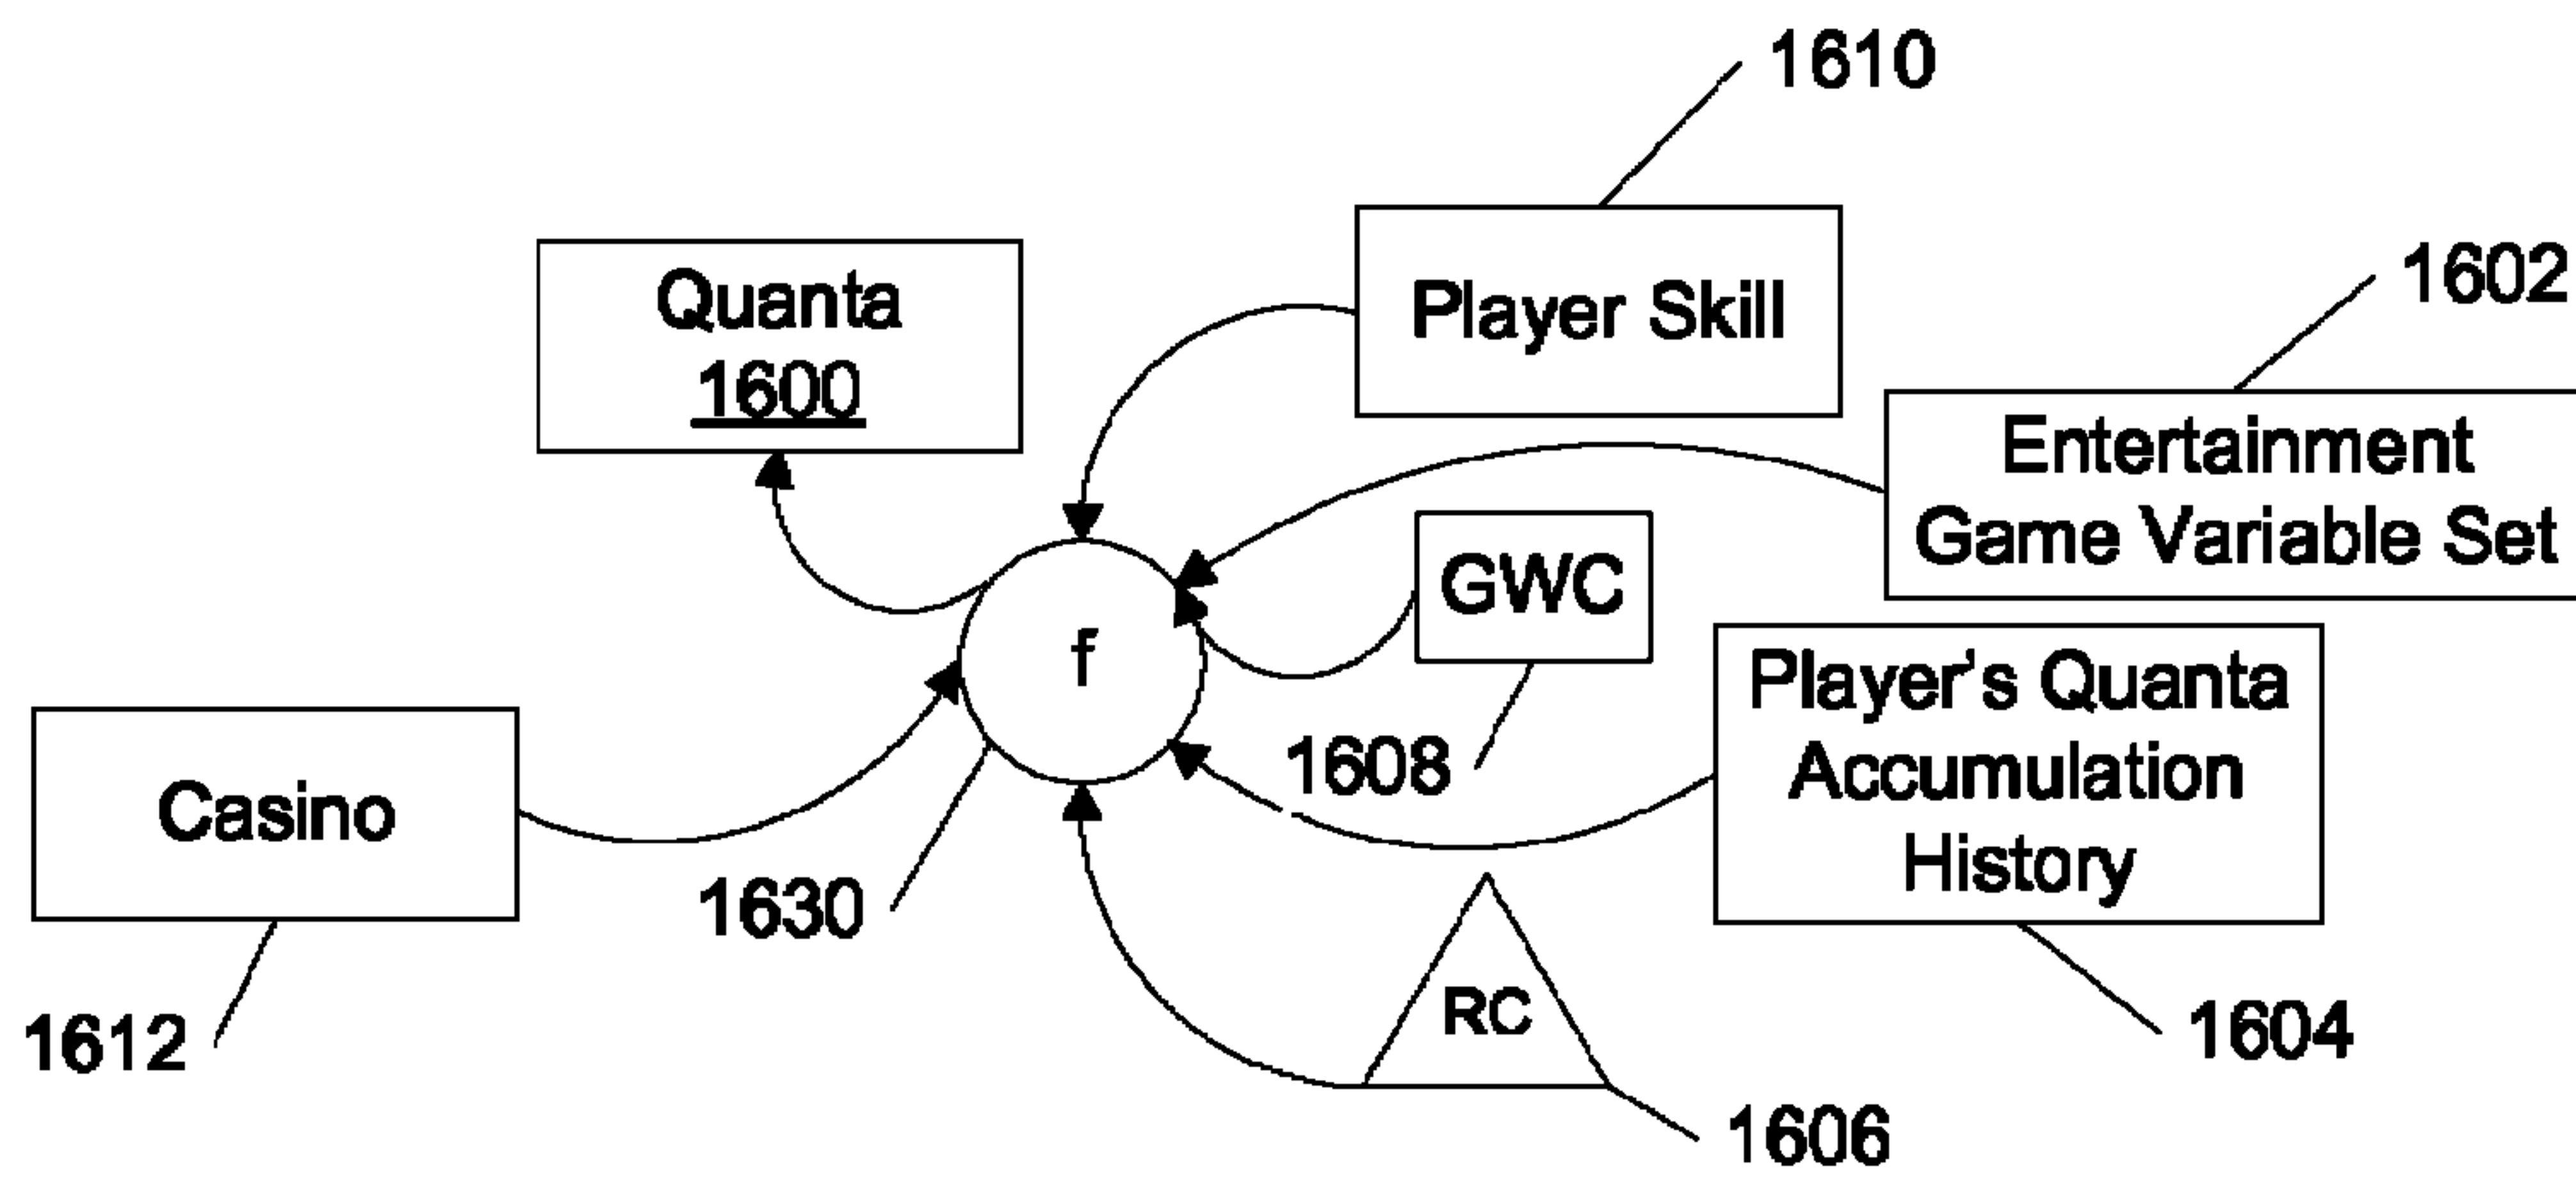 1610
Quanta
1600
Player Skill
1602
Entertainment
Game Variable Set
GWC
f
Player's Quanta
Accumulation
History
1608
Casino
1630
RC
1612
1604
1606